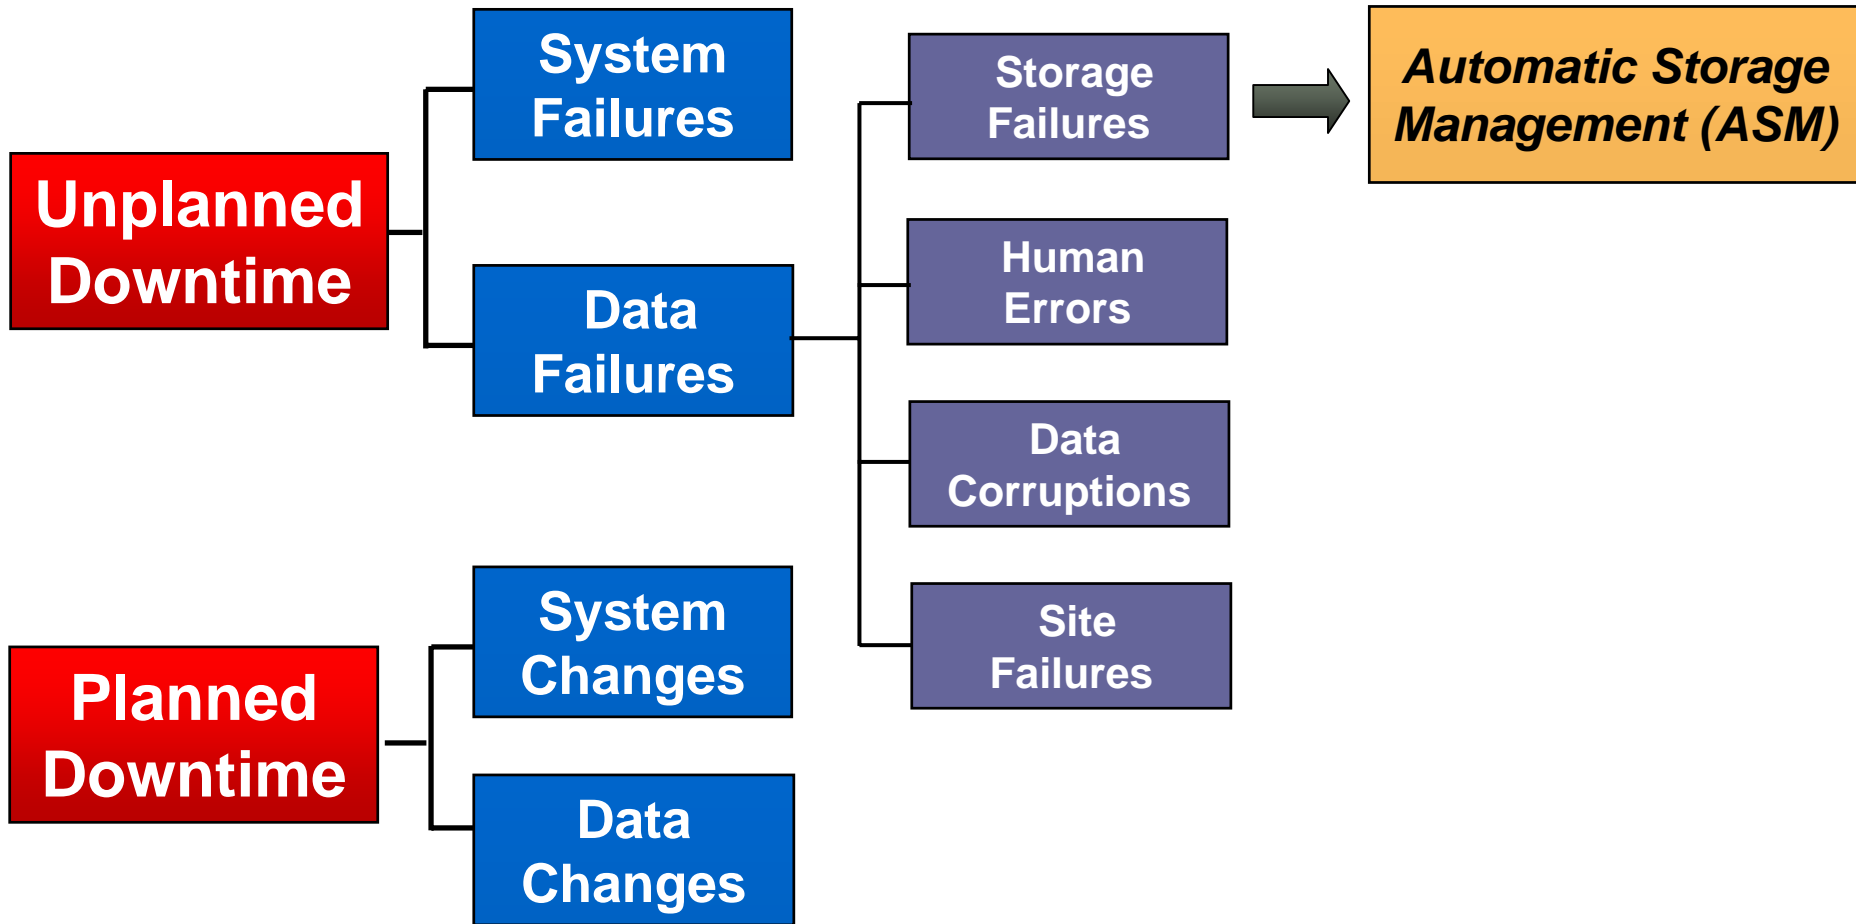 Unplanned
Downtime
System
Failures
Data
Failures
Storage
Failures
Human
Errors
Data
Corruptions
Site
Failures
Automatic Storage
Management (ASM)
Planned
Downtime
System
Changes
Data
Changes